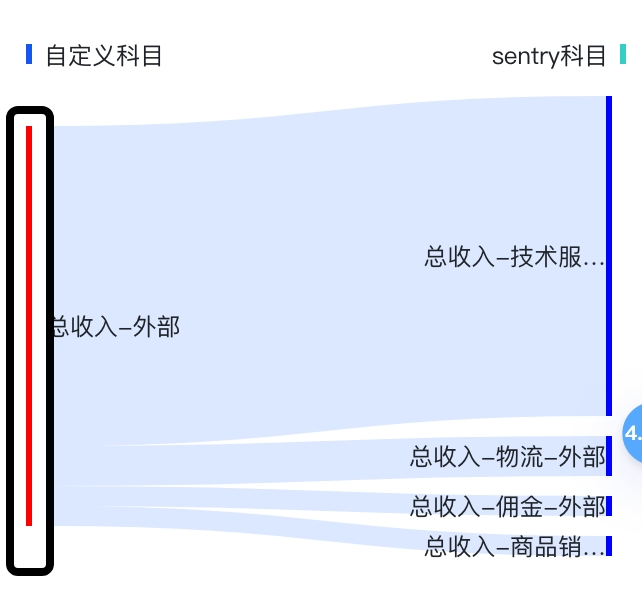 自定义科目
sentry科目
总收入-技术服...
总收入-外部
总收入-物流-外部
4.
总收入-佣金-外部
总收入-商品销...